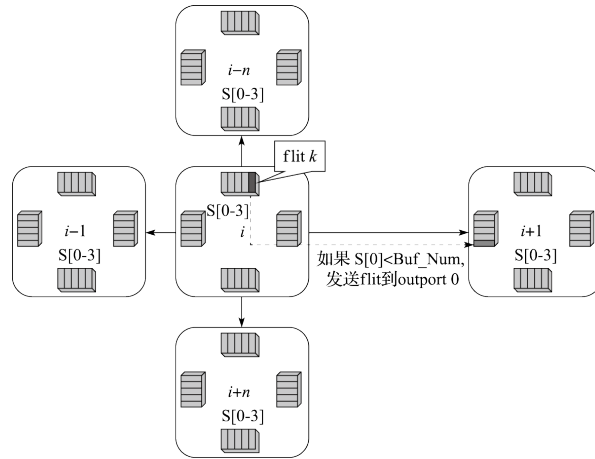 i−n
S[0-3]
flit k
S[0-3]
i
i−1
S[0-3]
i+1
S[0-3]
如果 S[0]<Buf_Num,
发送flit到outport 0
i+n
S[0-3]